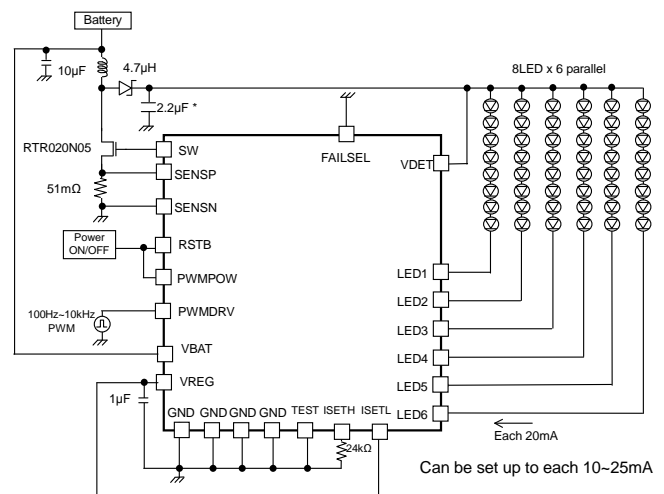 Battery
10μF
4.7μH
2.2μF *
8LED x 6 parallel
RTR020N05
51mΩ
SW
SENSP
SENSN
FAILSEL
VDET
Power
ON/OFF
RSTB
PWMPOW
100Hz~10kHz
PWM
PWMDRV
VBAT
VREG
1μF
LED1
LED2
LED3
LED4
LED5
LED6
GND
GND
GND
GND
TEST
ISETH
ISETL
24kΩ
Each 20mA
Can be set up to each 10~25mA